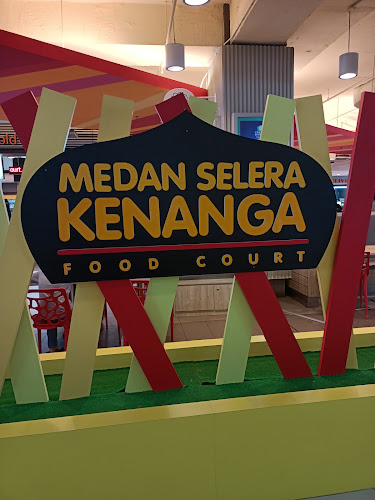 MEDAN SELERA
KENANGA
FOOD COURT